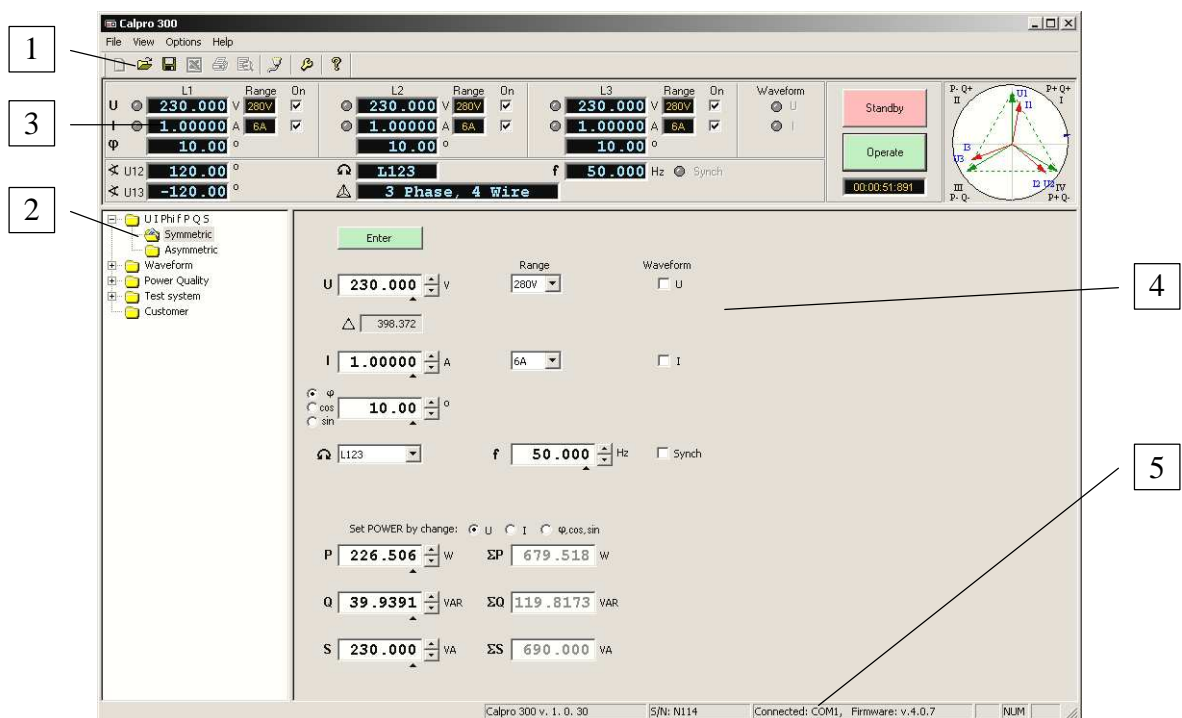 Calpro 300
File View Options Help
1
L1 Range On L2 Range On L3 Range On Waveform
U 230.000 V 280V 230.000 V 280V 230.000 V 280V U
I 1.00000 A 6A 1.00000 A 6A 1.00000 A 6A I
φ 10.00 ° 10.00 ° 10.00 °
3
∢ U12 120.00 ° L123 f 50.000 Hz Synch
∢ U13 -120.00 ° 3 Phase, 4 Wire
Standby
Operate
00:00:51:891
P- Q+ P+ Q+
II U1 I
I1
I3
U3
I2 U2
III IV
P- Q- P+ Q-
2
U I Phi f P Q S
Symmetric
Asymmetric
Waveform
Power Quality
Test system
Customer
Enter
Range Waveform
U 230.000 V 280V U
△ 398.372
I 1.00000 A 6A I
φ
cos 10.00 °
sin
L123 f 50.000 Hz Synch
4
5
Set POWER by change: U I φ,cos,sin
P 226.506 W ΣP 679.518 W
Q 39.9391 VAR ΣQ 119.8173 VAR
S 230.000 VA ΣS 690.000 VA
Calpro 300 v. 1. 0. 30 S/N: N114 Connected: COM1, Firmware: v.4.0.7 NUM